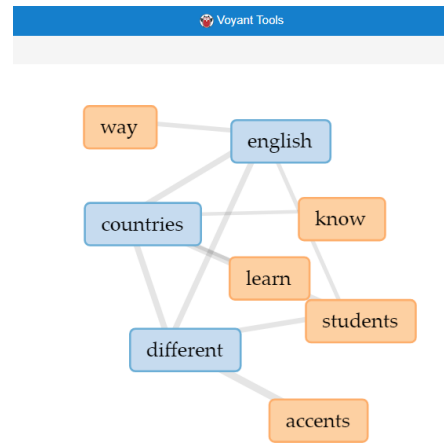 Voyant Tools
way
english
countries
know
learn
students
different
accents